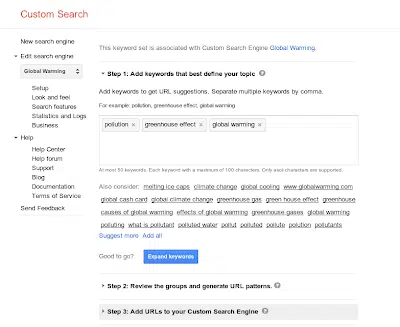 Custom Search
New search engine
Edit search engine
Global Warming
Setup
Look and feel
Search features
Statistics and Logs
Business
Help
Help Center
Help forum
Support
Blog
Documentation
Terms of Service
Send Feedback
This keyword set is associated with Custom Search Engine Global Warming.
Step 1: Add keywords that best define your topic ?
Add keywords to get URL suggestions. Separate multiple keywords by comma.
For example: pollution, greenhouse effect, global warming
pollution × greenhouse effect × global warming ×
At most 50 keywords. Each keyword with a maximum of 100 characters. Only ascii characters are supported.
Also consider: melting ice caps climate change global cooling www.globalwarming.com
global cash card global climate change greenhouse gas green house effect greenhouse
causes of global warming effects of global warming greenhouse gases global warming
polluting what is pollutant polluted water pollut polluted pollute polution pollutants
Suggest more Add all
Good to go? Expand keywords
Step 2: Review the groups and generate URL patterns. ?
Step 3: Add URLs to your Custom Search Engine ?